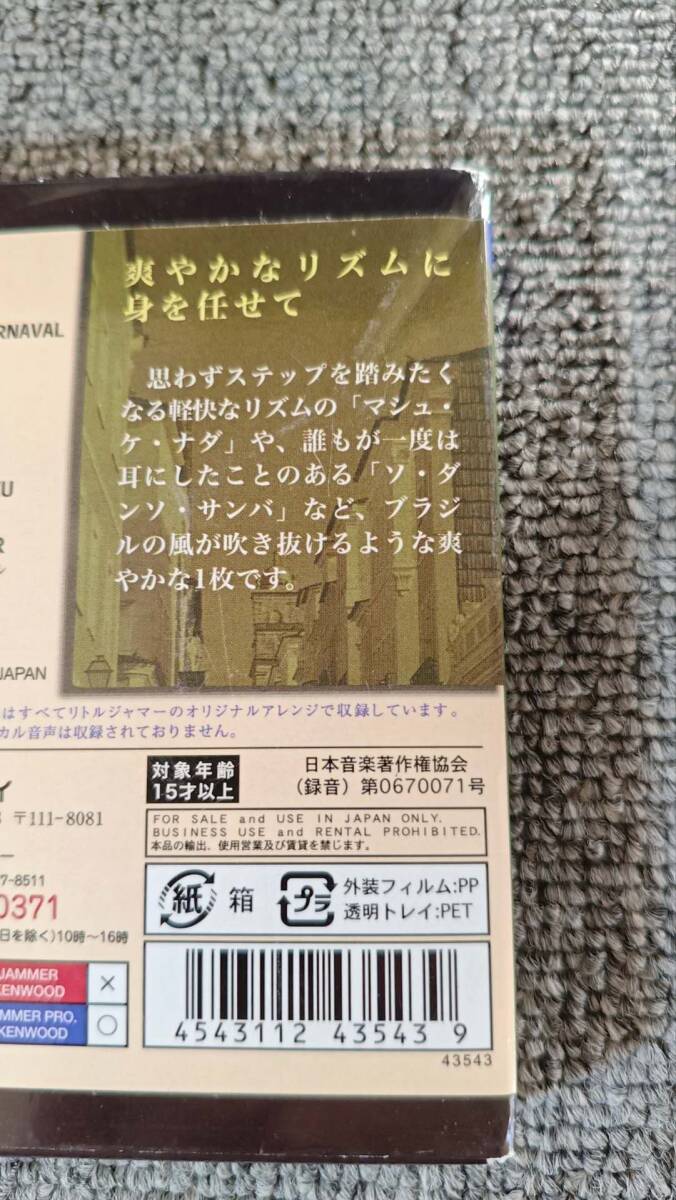 爽やかなリズムに
身を任せて
RNAVAL
思わずステップを踏みたく
なる軽快なリズムの「マシュ・
ケ・ナダ」や、誰もが一度は
耳にしたことのある「ソ・ダ
ンソ・サンバ」など、ブラジ
ルの風が吹き抜けるような爽
やかな1枚です。
TU
R
JAPAN
はすべてリトルジャマーのオリジナルアレンジで収録しています。
カル音声は収録されておりません。
対象年齢
15才以上
日本音楽著作権協会
(録音)第0670071号
イ
〒111-8081
FOR SALE and USE IN JAPAN ONLY.
BUSINESS USE and RENTAL PROHIBITED.
本品の輸出、使用営業及び賃貸を禁じます。
ー
7-8511
0371
日を除く)10時〜16時
紙 箱
プラ 外装フィルム:PP
透明トレイ:PET
JAMMER
KENWOOD
×
MMER PRO.
KENWOOD
○
4543112 43543 9
43543